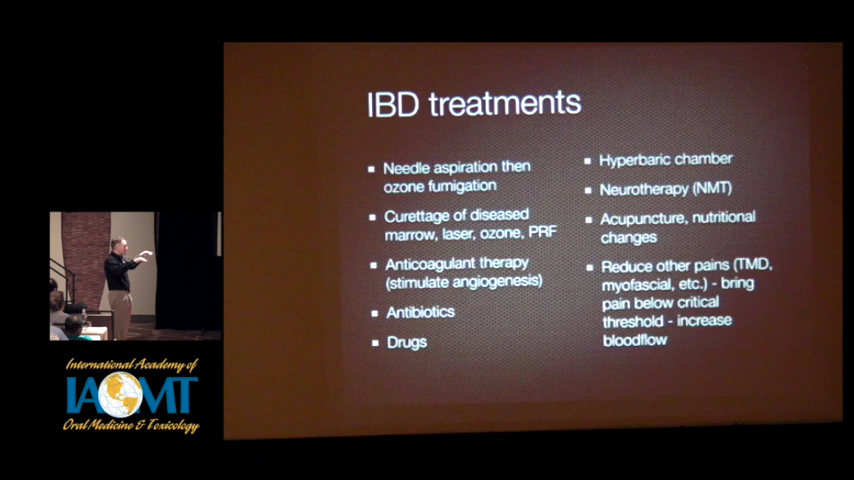 IBD treatments
▪ Needle aspiration then
ozone fumigation
▪ Curettage of diseased
marrow, laser, ozone, PRF
▪ Anticoagulant therapy
(stimulate angiogenesis)
▪ Antibiotics
▪ Drugs
▪ Hyperbaric chamber
▪ Neurotherapy (NMT)
▪ Acupuncture, nutritional
changes
▪ Reduce other pains (TMD,
myofascial, etc.) - bring
pain below critical
threshold - increase
bloodflow
International Academy of
IAOMT
Oral Medicine & Toxicology